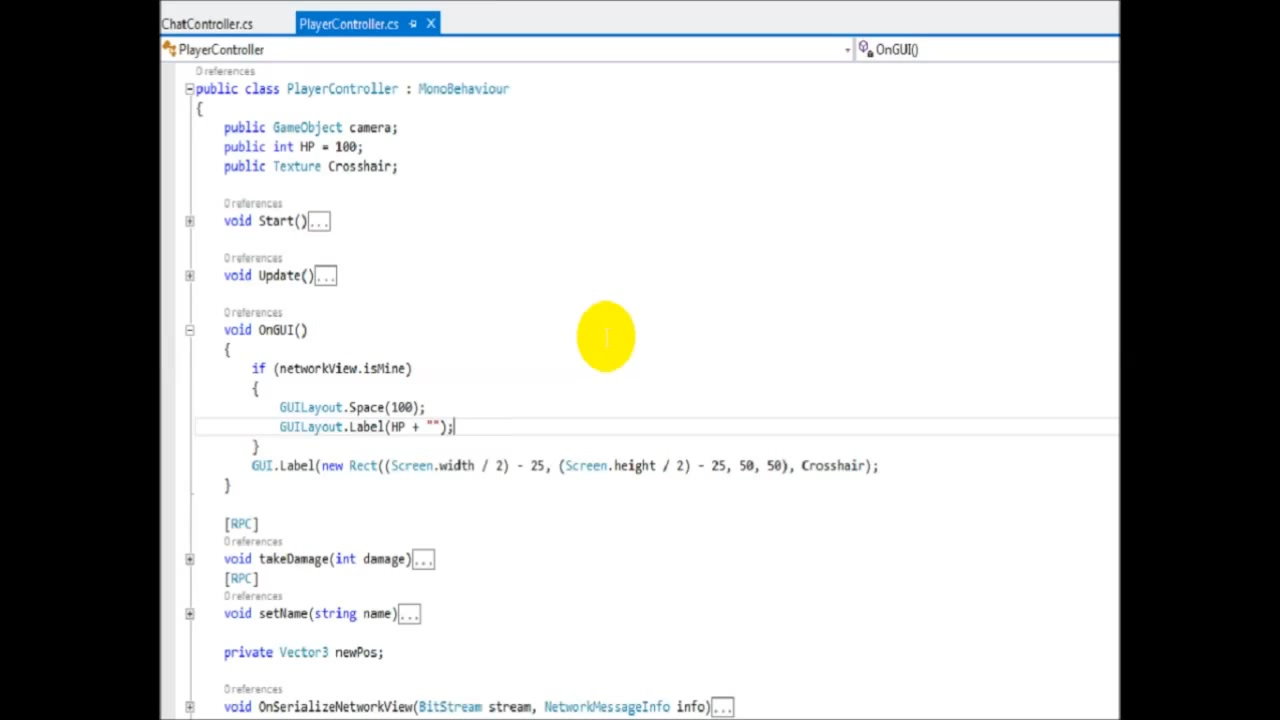 ChatController.cs PlayerController.cs
PlayerController OnGUI()
0 references
public class PlayerController : MonoBehaviour
{
public GameObject camera;
public int HP = 100;
public Texture Crosshair;
0 references
void Start()...
0 references
void Update()...
0 references
void OnGUI()
{
if (networkView.isMine)
{
GUILayout.Space(100);
GUILayout.Label(HP + "");
}
GUI.Label(new Rect((Screen.width / 2) - 25, (Screen.height / 2) - 25, 50, 50), Crosshair);
}
[RPC]
0 references
void takeDamage(int damage)...
[RPC]
0 references
void setName(string name)...
private Vector3 newPos;
0 references
void OnSerializeNetworkView(BitStream stream, NetworkMessageInfo info)...